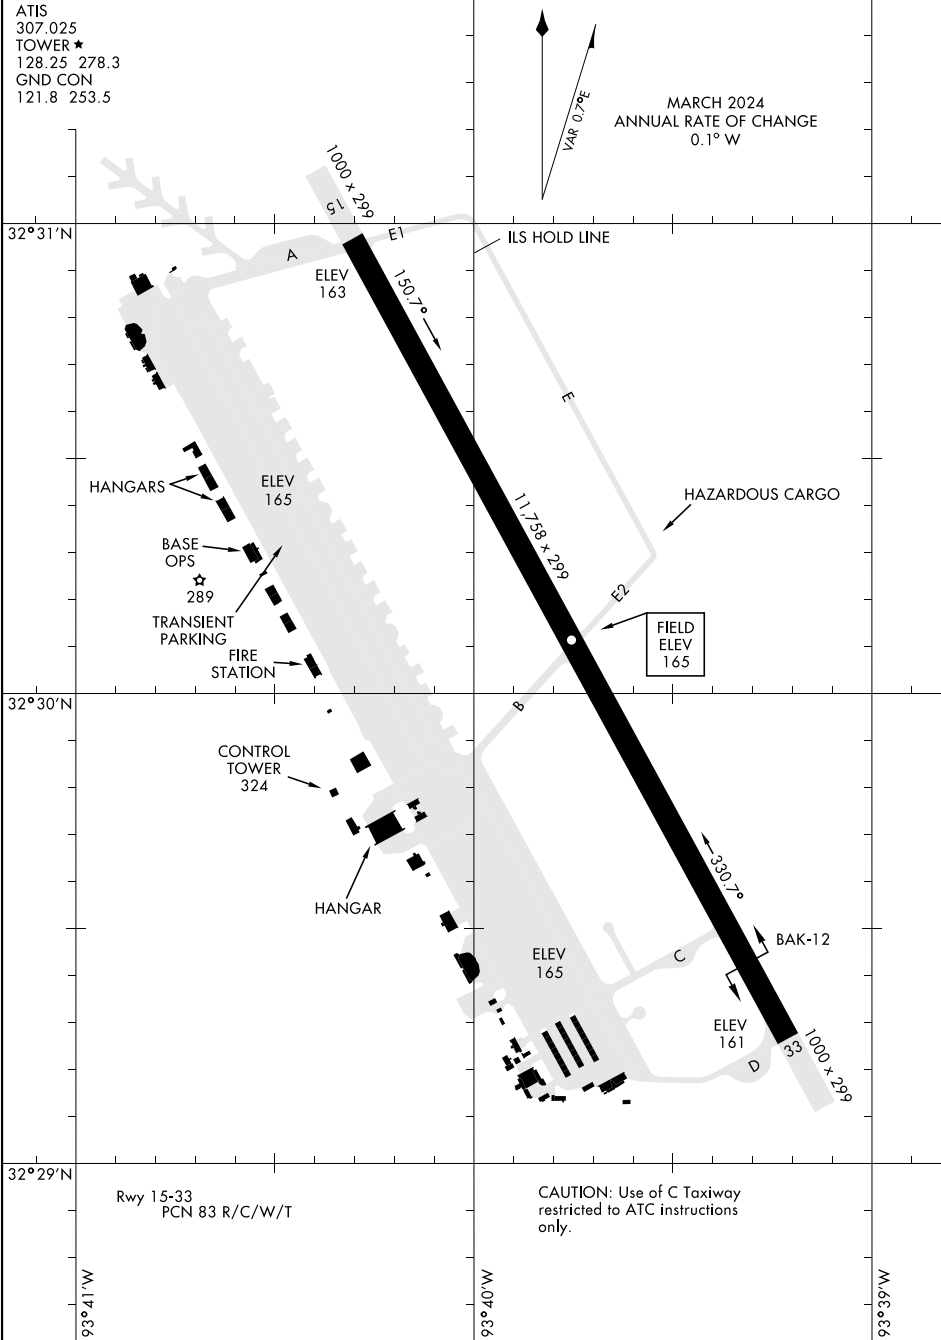 ATIS
307.025
TOWER ★
128.25 278.3
GND CON
121.8 253.5
VAR 0.7°E
MARCH 2024
ANNUAL RATE OF CHANGE
0.1° W
1000 x 299
15
32°31'N
E1
ILS HOLD LINE
A
ELEV
163
150.7°
E
HANGARS
ELEV
165
HAZARDOUS CARGO
11,758 x 299
BASE
OPS
289
E2
TRANSIENT
PARKING
FIELD
ELEV
165
FIRE
STATION
32°30'N
B
CONTROL
TOWER
324
330.7°
HANGAR
BAK-12
C
ELEV
165
ELEV
161
33
1000 x 299
D
32°29'N
Rwy 15-33
PCN 83 R/C/W/T
CAUTION: Use of C Taxiway
restricted to ATC instructions
only.
93°41'W
93°40'W
93°39'W